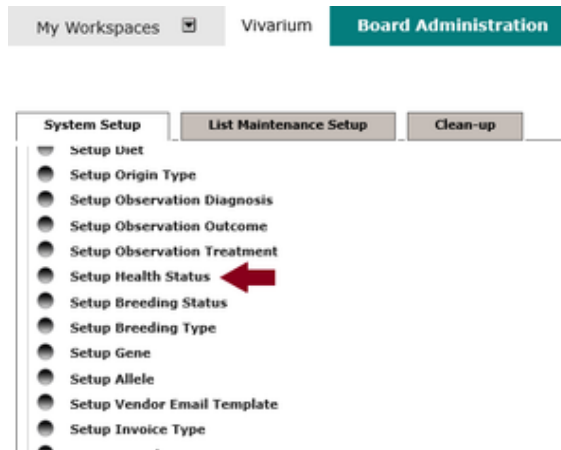 My Workspaces Vivarium Board Administration
System Setup List Maintenance Setup Clean-up
Setup Diet
Setup Origin Type
Setup Observation Diagnosis
Setup Observation Outcome
Setup Observation Treatment
Setup Health Status
Setup Breeding Status
Setup Breeding Type
Setup Gene
Setup Allele
Setup Vendor Email Template
Setup Invoice Type